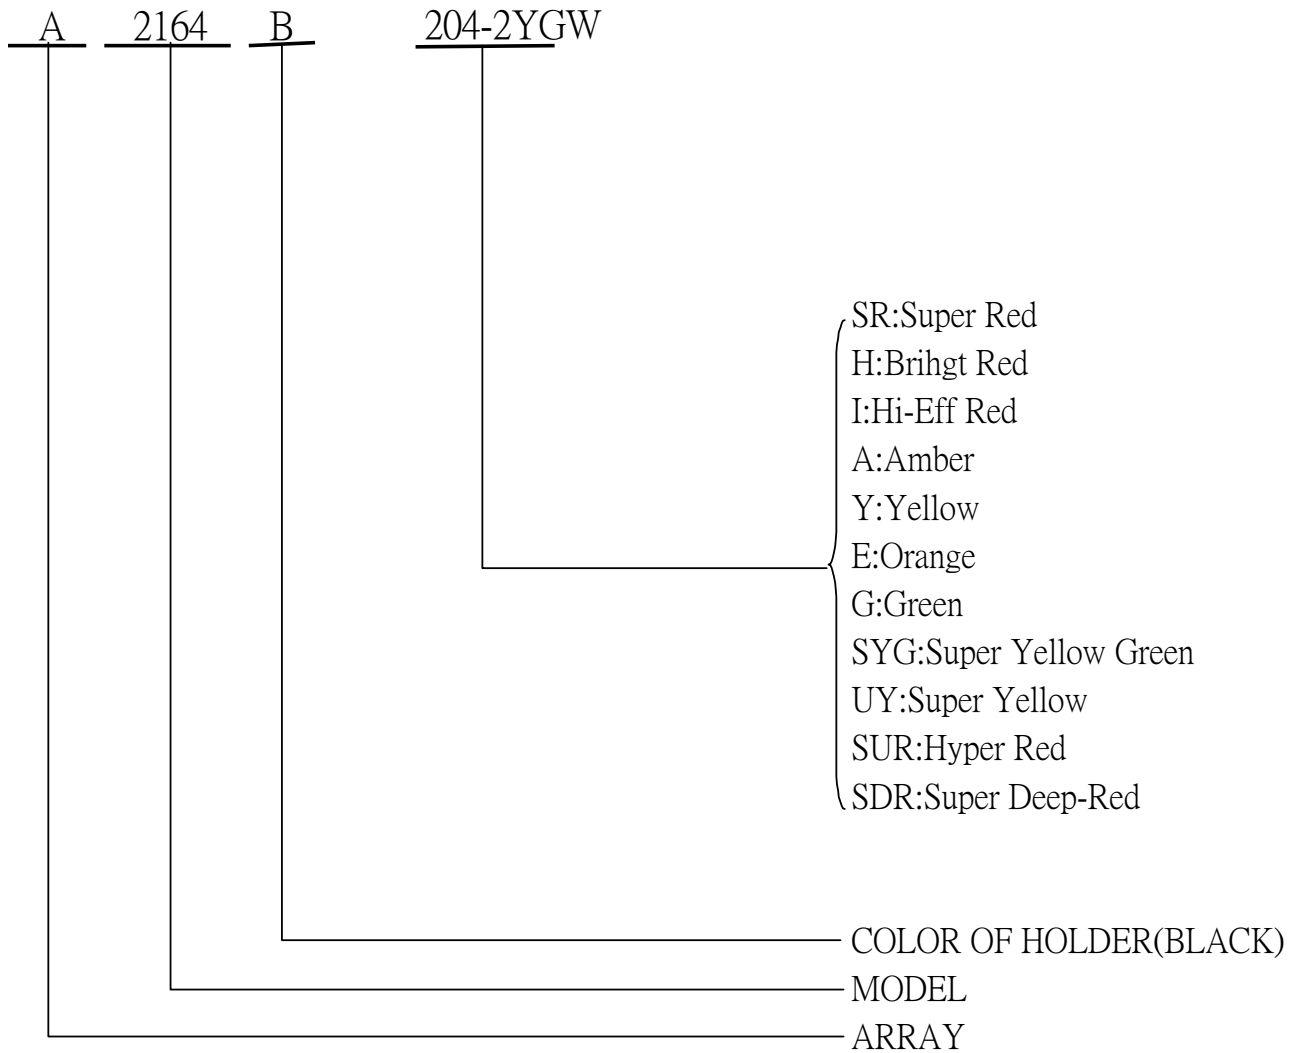 A 2164 B 204-2YGW
SR:Super Red
H:Brihgt Red
I:Hi-Eff Red
A:Amber
Y:Yellow
E:Orange
G:Green
SYG:Super Yellow Green
UY:Super Yellow
SUR:Hyper Red
SDR:Super Deep-Red
COLOR OF HOLDER(BLACK)
MODEL
ARRAY